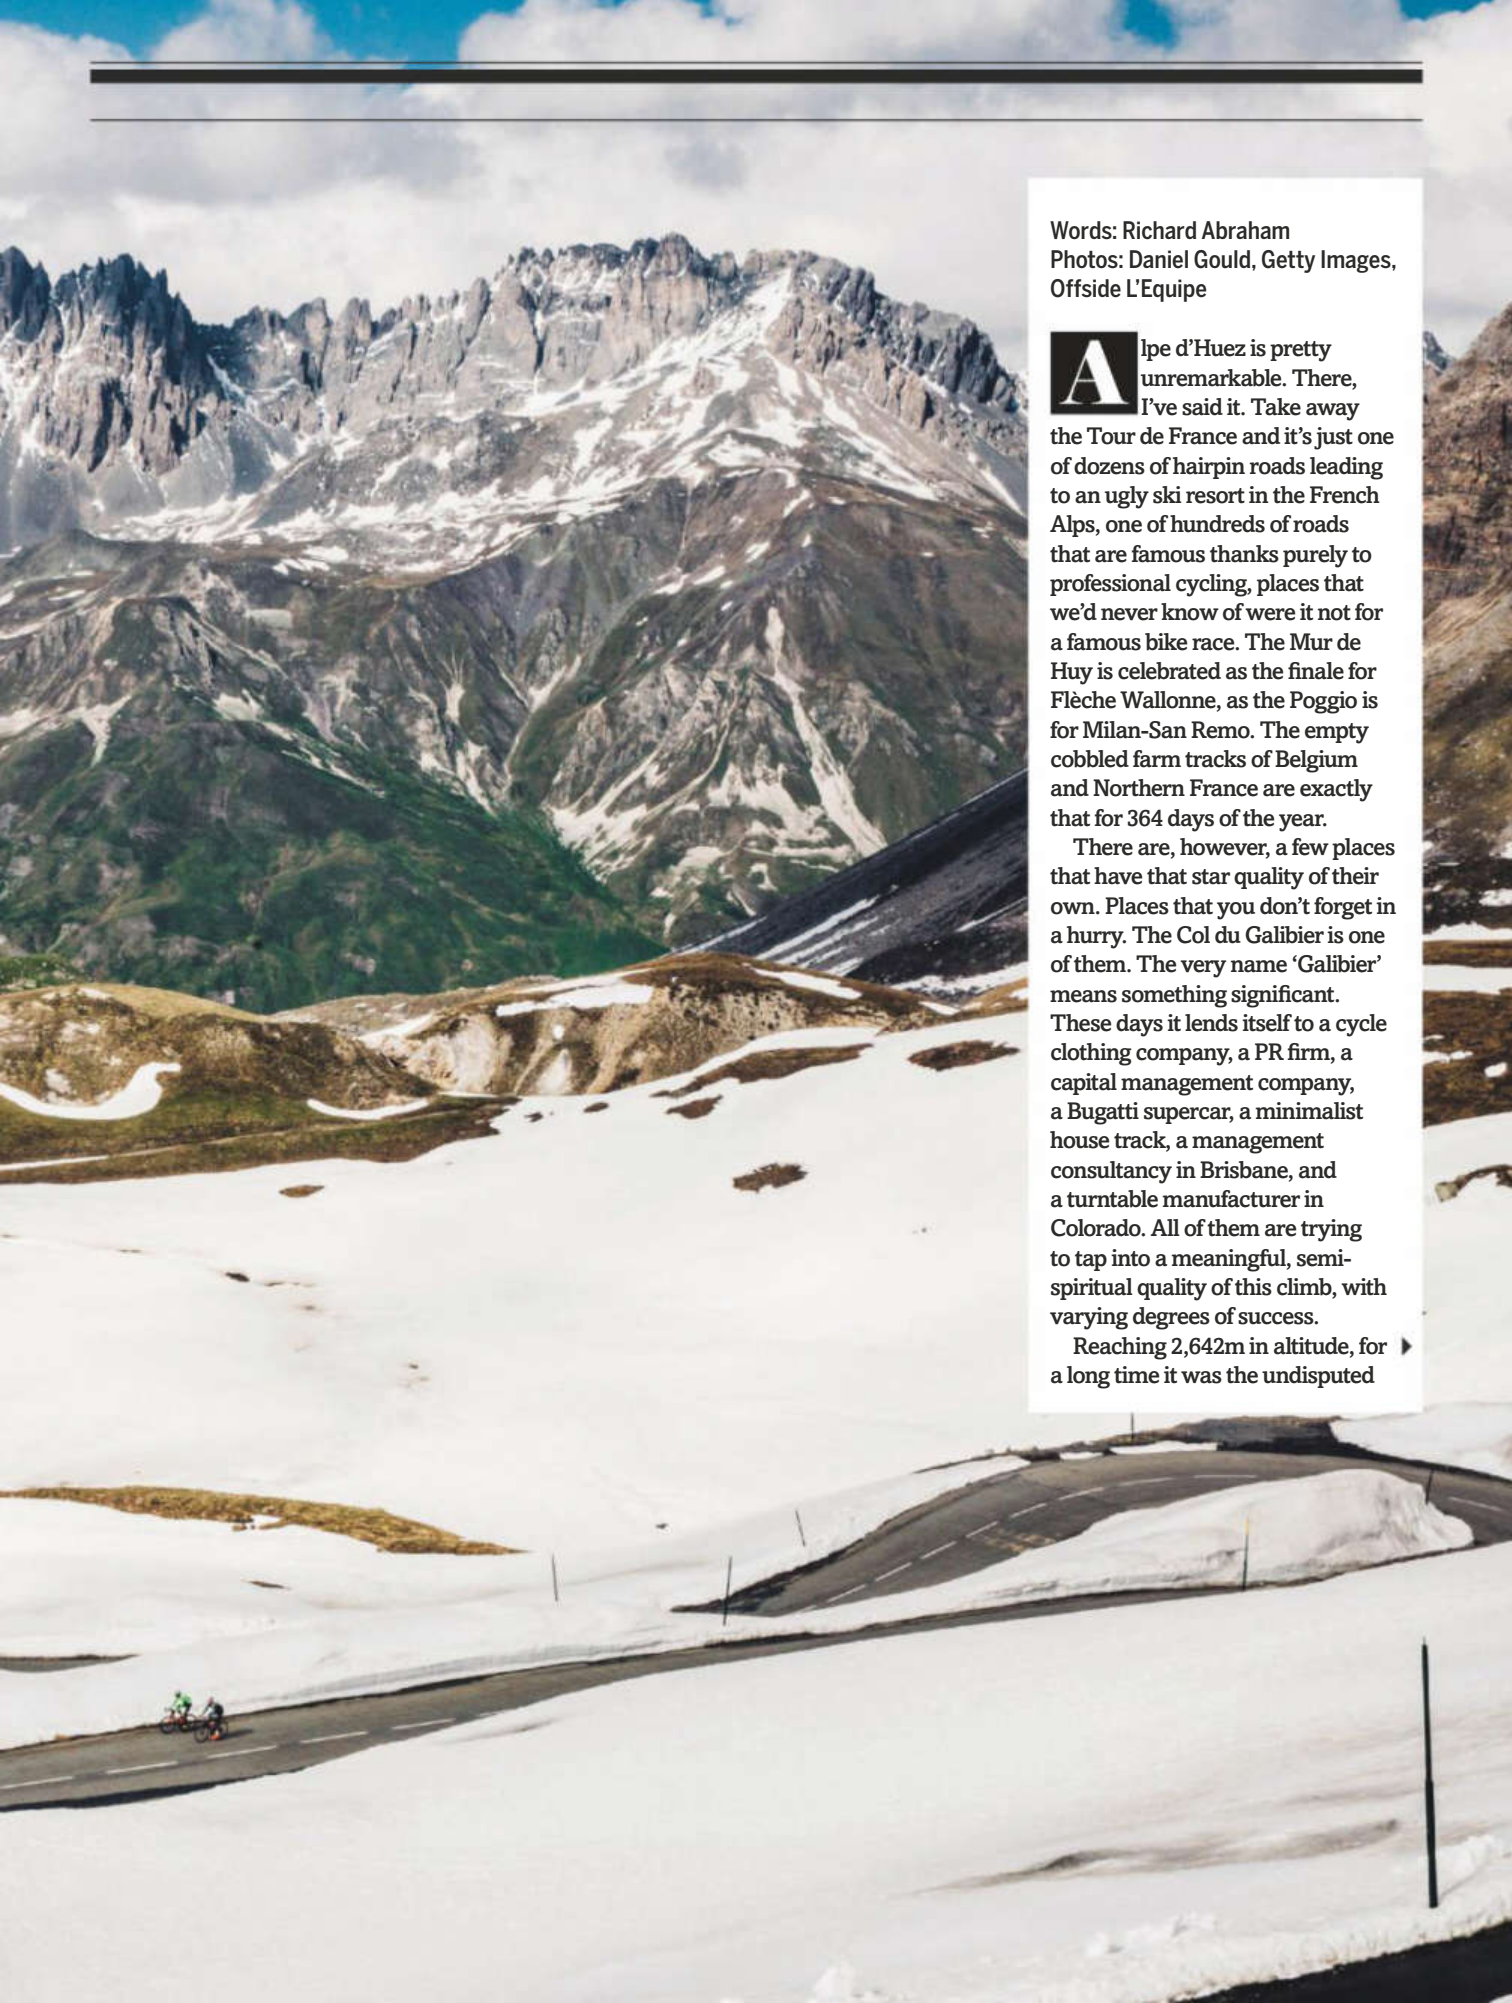 Words: Richard Abraham
Photos: Daniel Gould, Getty Images,
Offside L’Equipe
Alpe d’Huez is pretty
unremarkable. There,
I’ve said it. Take away
the Tour de France and it’s just one
of dozens of hairpin roads leading
to an ugly ski resort in the French
Alps, one of hundreds of roads
that are famous thanks purely to
professional cycling, places that
we’d never know of were it not for
a famous bike race. The Mur de
Huy is celebrated as the finale for
Flèche Wallonne, as the Poggio is
for Milan-San Remo. The empty
cobbled farm tracks of Belgium
and Northern France are exactly
that for 364 days of the year.
There are, however, a few places
that have that star quality of their
own. Places that you don’t forget in
a hurry. The Col du Galibier is one
of them. The very name ‘Galibier’
means something significant.
These days it lends itself to a cycle
clothing company, a PR firm, a
capital management company,
a Bugatti supercar, a minimalist
house track, a management
consultancy in Brisbane, and
a turntable manufacturer in
Colorado. All of them are trying
to tap into a meaningful, semi-
spiritual quality of this climb, with
varying degrees of success.
Reaching 2,642m in altitude, for
a long time it was the undisputed